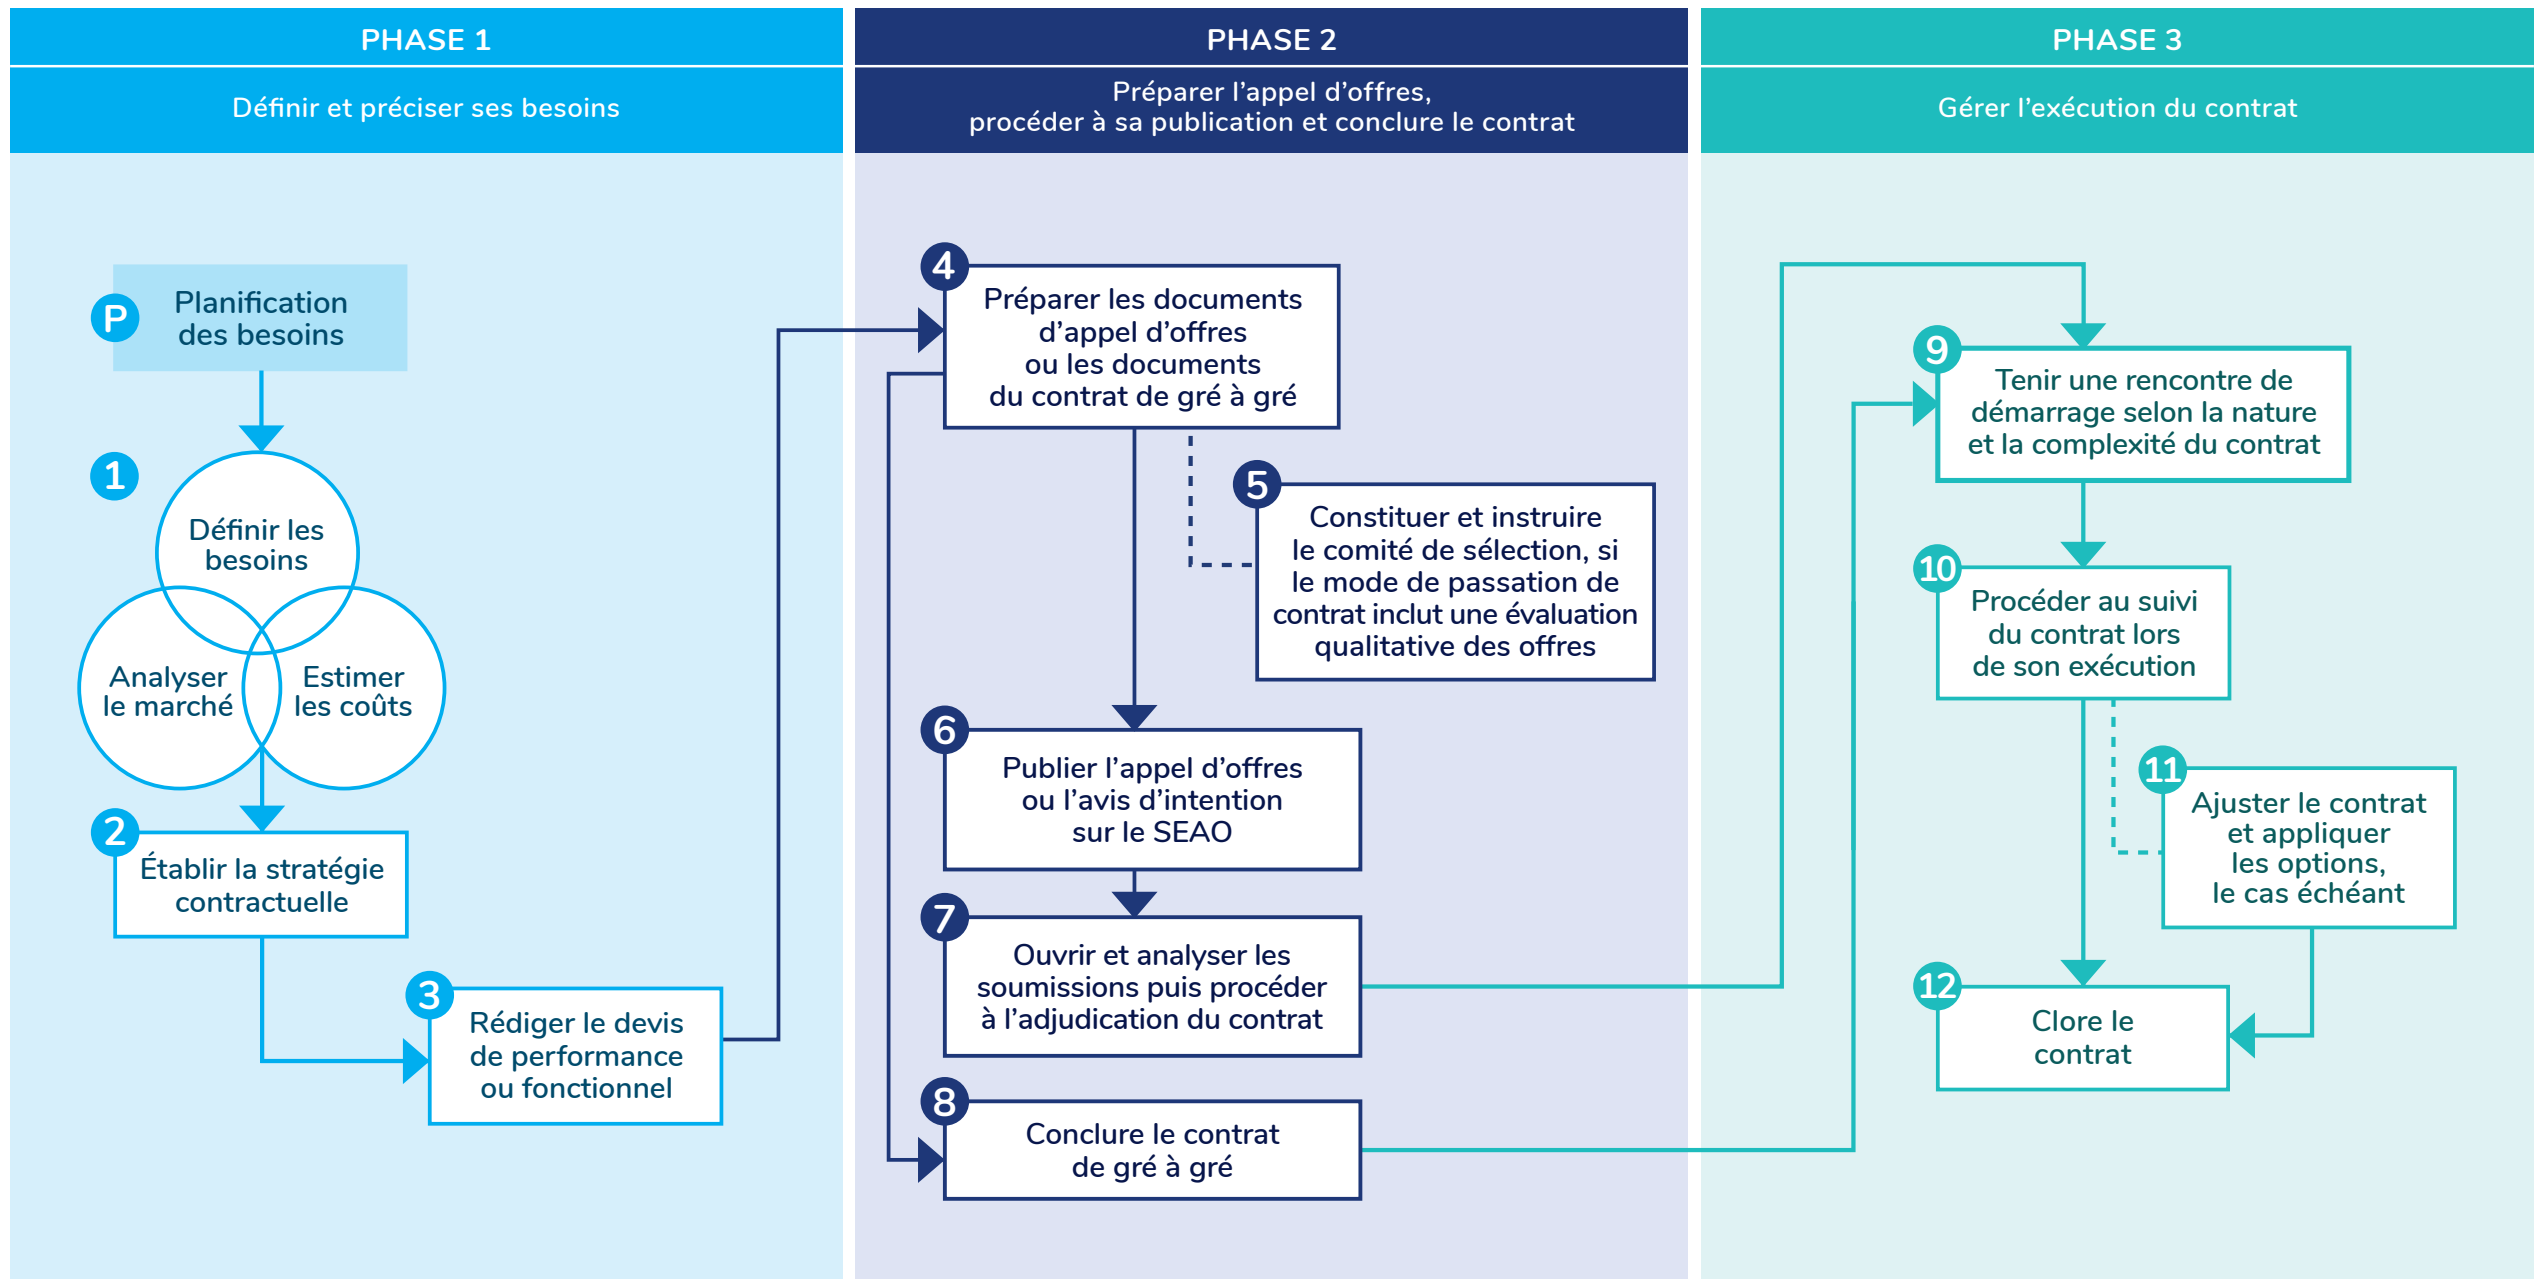 PHASE 1
Définir et préciser ses besoins
P
Planification
des besoins
1
Définir les
besoins
Analyser
le marché
Estimer
les coûts
2
Établir la stratégie
contractuelle
3
Rédiger le devis
de performance
ou fonctionnel
PHASE 2
Préparer l’appel d’offres,
procéder à sa publication et conclure le contrat
4
Préparer les documents
d’appel d’offres
ou les documents
du contrat de gré à gré
5
Constituer et instruire
le comité de sélection, si
le mode de passation de
contrat inclut une évaluation
qualitative des offres
6
Publier l’appel d’offres
ou l’avis d’intention
sur le SEAO
7
Ouvrir et analyser les
soumissions puis procéder
à l’adjudication du contrat
8
Conclure le contrat
de gré à gré
PHASE 3
Gérer l’exécution du contrat
9
Tenir une rencontre de
démarrage selon la nature
et la complexité du contrat
10
Procéder au suivi
du contrat lors
de son exécution
11
Ajuster le contrat
et appliquer
les options,
le cas échéant
12
Clore le
contrat